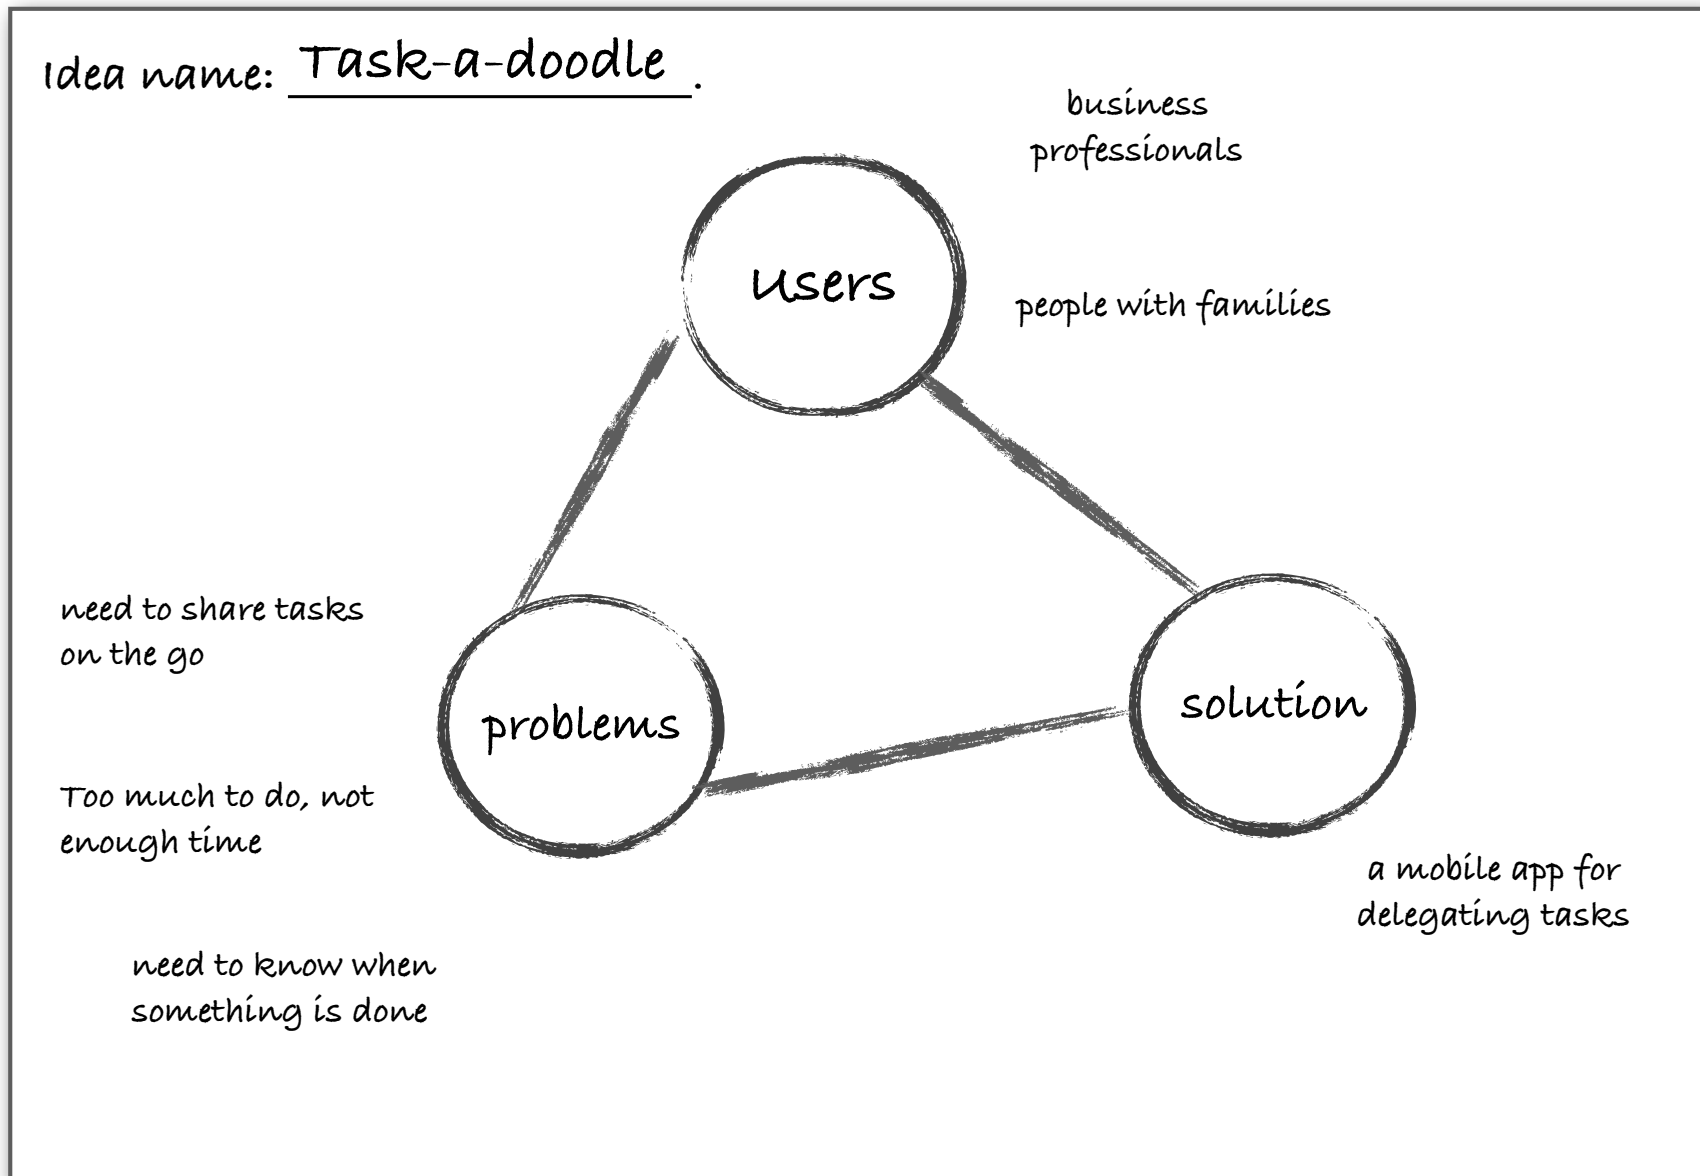 Idea name: Task-a-doodle.
business
professionals
Users
people with families
need to share tasks
on the go
problems
solution
Too much to do, not
enough time
a mobile app for
delegating tasks
need to know when
something is done